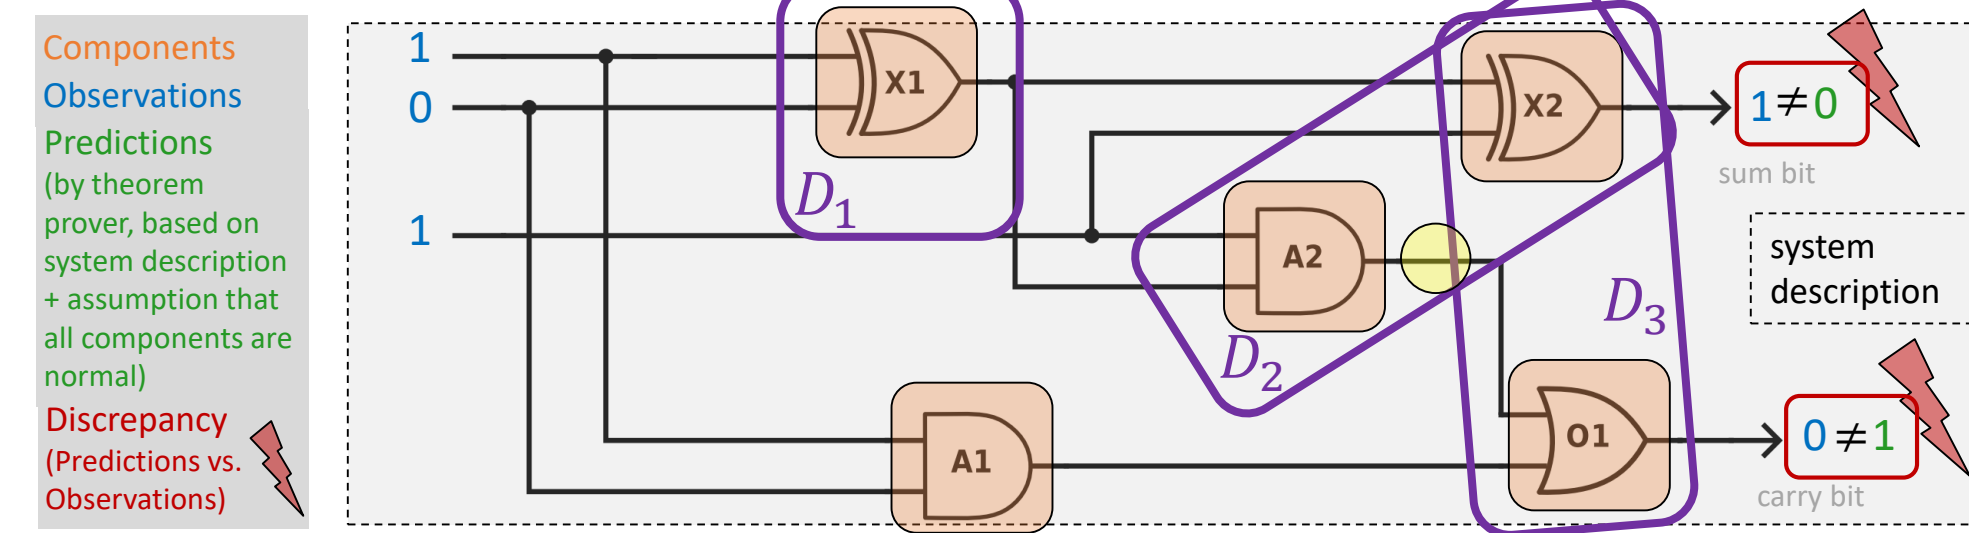 Components
Observations
Predictions
(by theorem
prover, based on
system description
+ assumption that
all components are
normal)
Discrepancy
(Predictions vs.
Observations)
1
0
1
X1
D₁
A2
D₂
A1
X2
D₃
O1
1≠0
sum bit
system
description
0≠1
carry bit